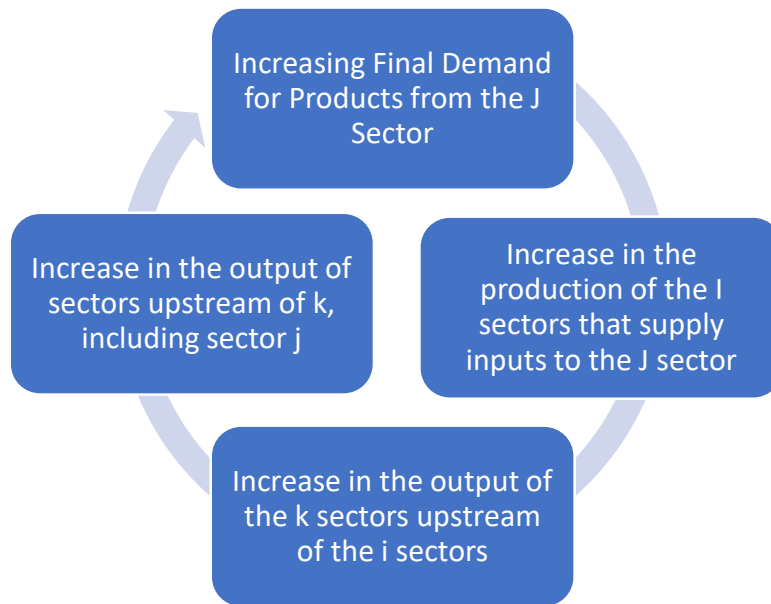 Increasing Final Demand
for Products from the J
Sector
Increase in the
production of the I
sectors that supply
inputs to the J sector
Increase in the output of
the k sectors upstream
of the i sectors
Increase in the output of
sectors upstream of k,
including sector j